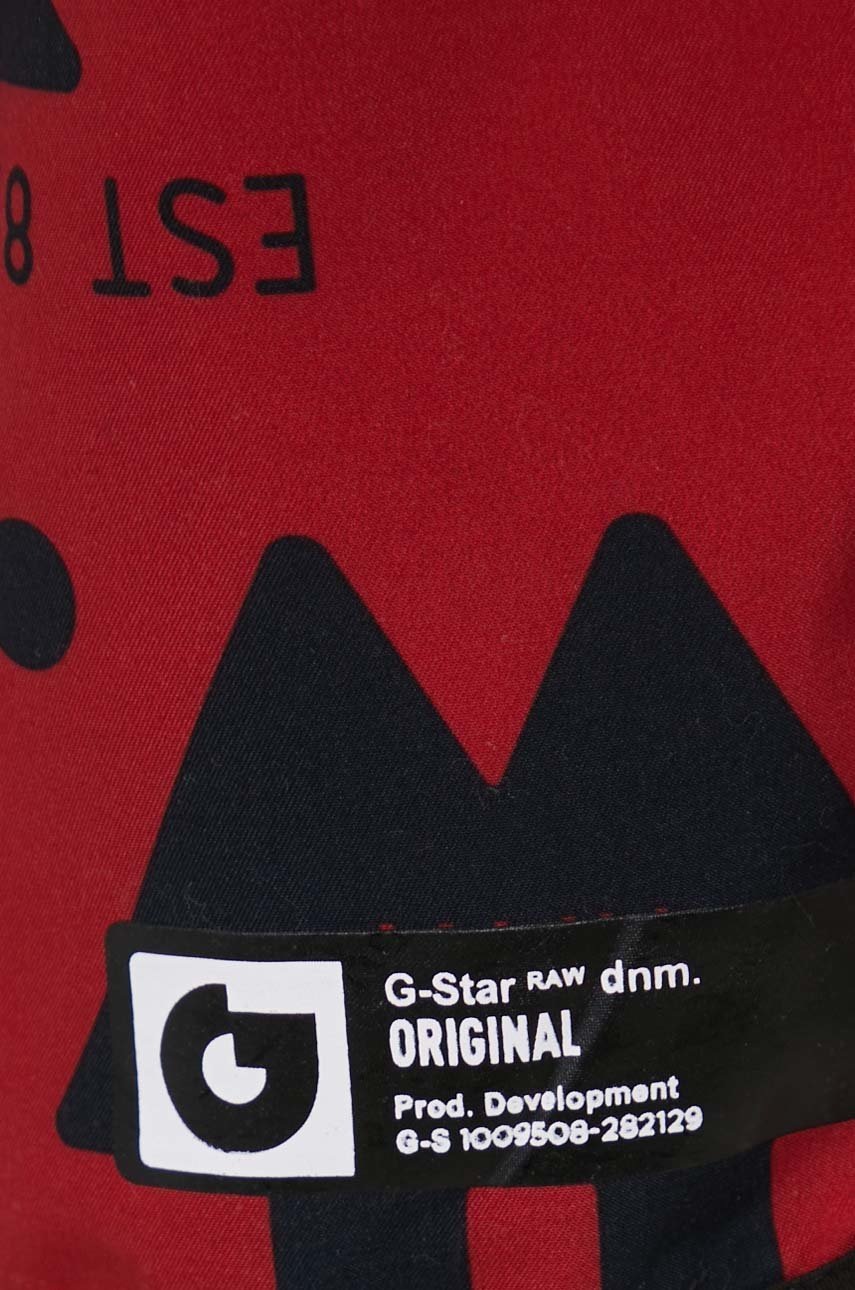 EST 8
G-Star RAW dnm.
ORIGINAL
Prod. Development
G-S 1009508-282129